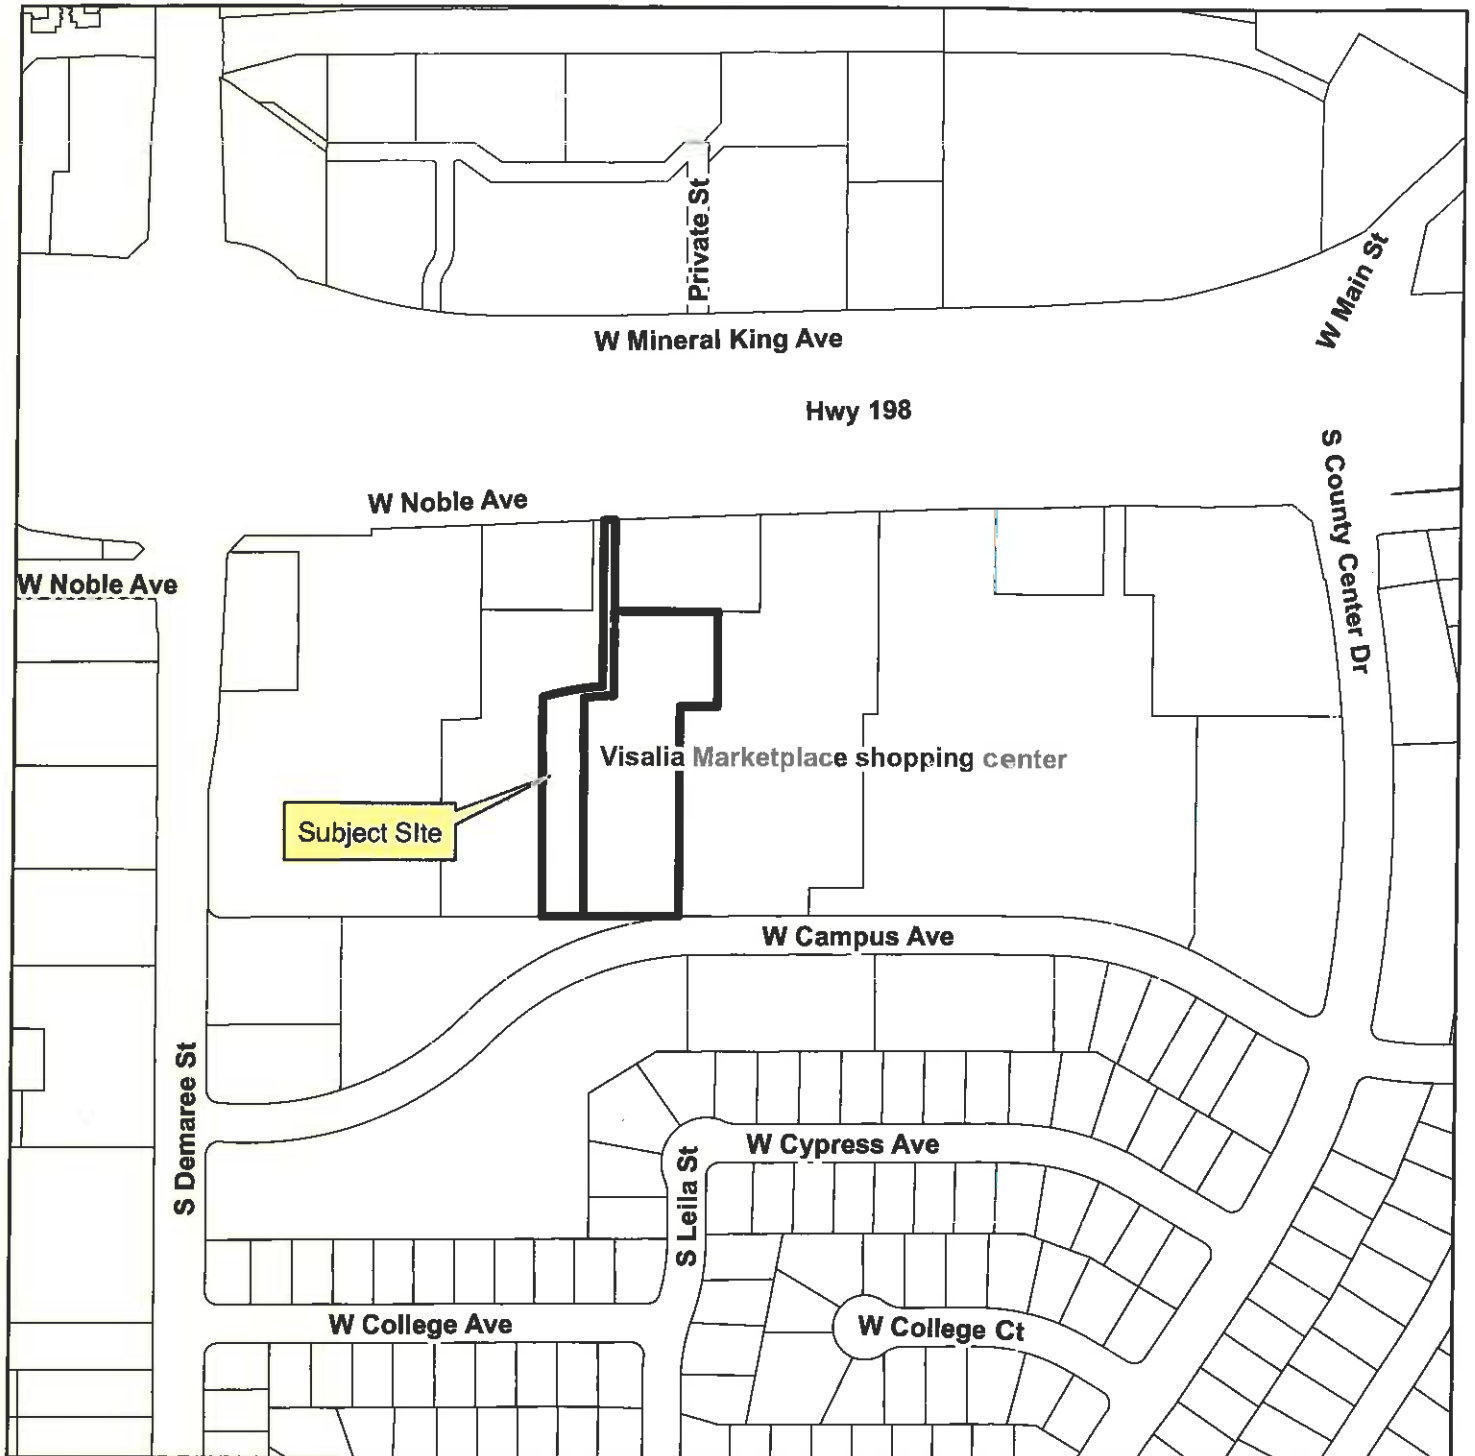 Private St
W Main St
W Mineral King Ave
Hwy 198
S County Center Dr
W Noble Ave
W Noble Ave
Visalia Marketplace shopping center
Subject SIte
W Campus Ave
S Demaree St
W Cypress Ave
S Leila St
W College Ave
W College Ct